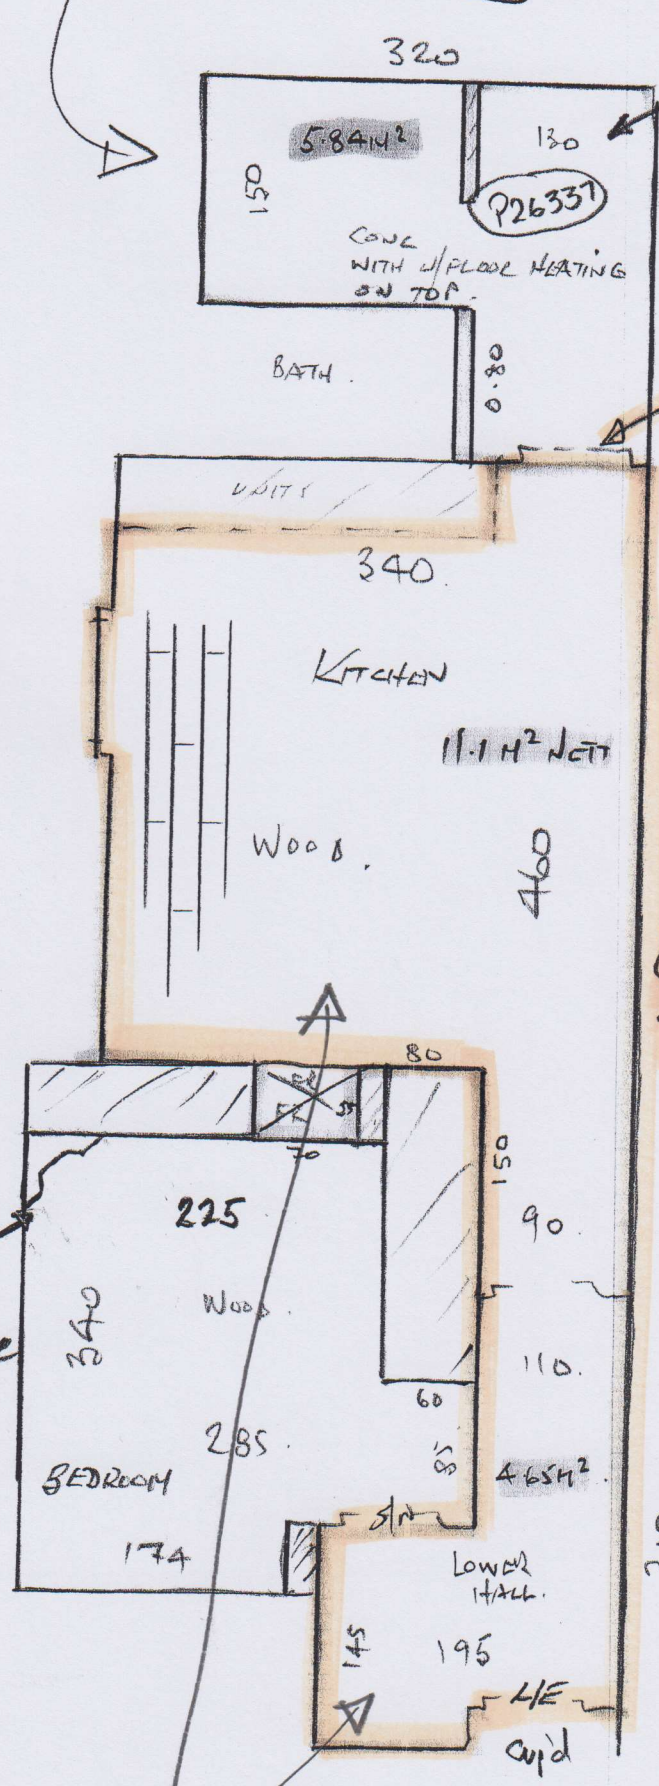 320
5.84M²
130
150
P26337
CONC
WITH U/FLOOR HEATING
ON TOP.
BATH.
0.80
UNITS
340.
KITCHEN
11.1 M² NETT
WOOD.
460
80
70
150
225
90.
WOOD.
340
110.
60
285.
85
4.65M²
BEDROOM
S/N
174
LOWER
HALL.
145
195
L/E
cup'd